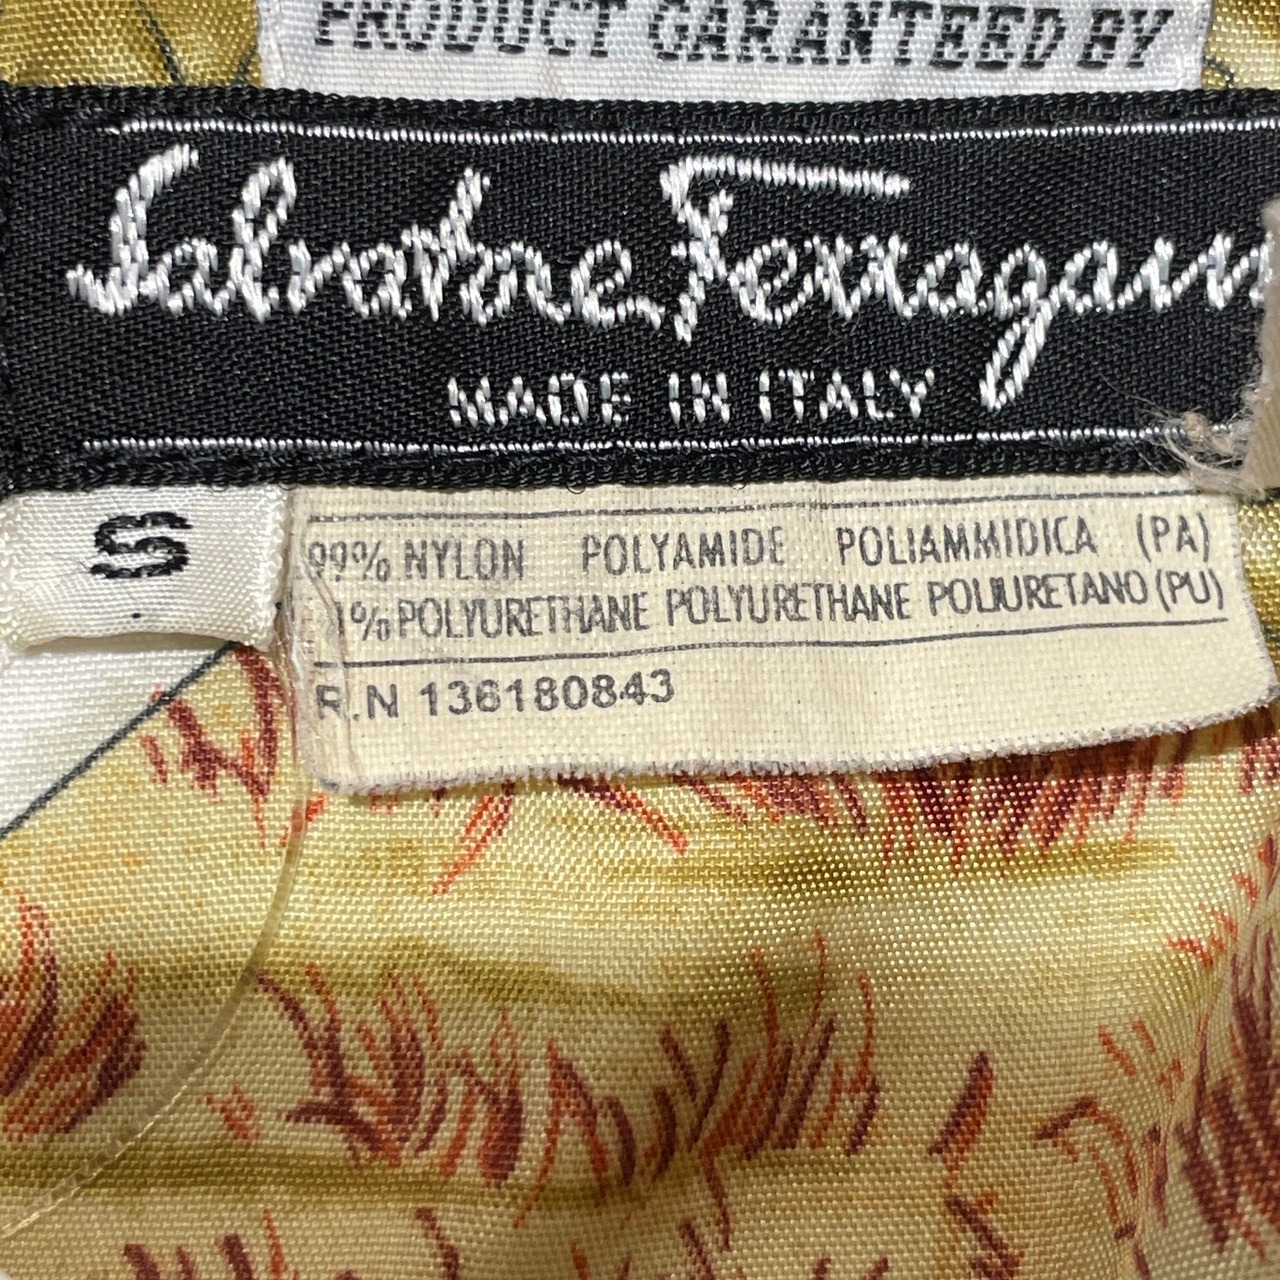 PRODUCT GARANTEED BY
Salvatore Ferragam
MADE IN ITALY
S
99% NYLON POLYAMIDE POLIAMMIDICA (PA)
1% POLYURETHANE POLYURETHANE POLIURETANO (PU)
R.N 136180843